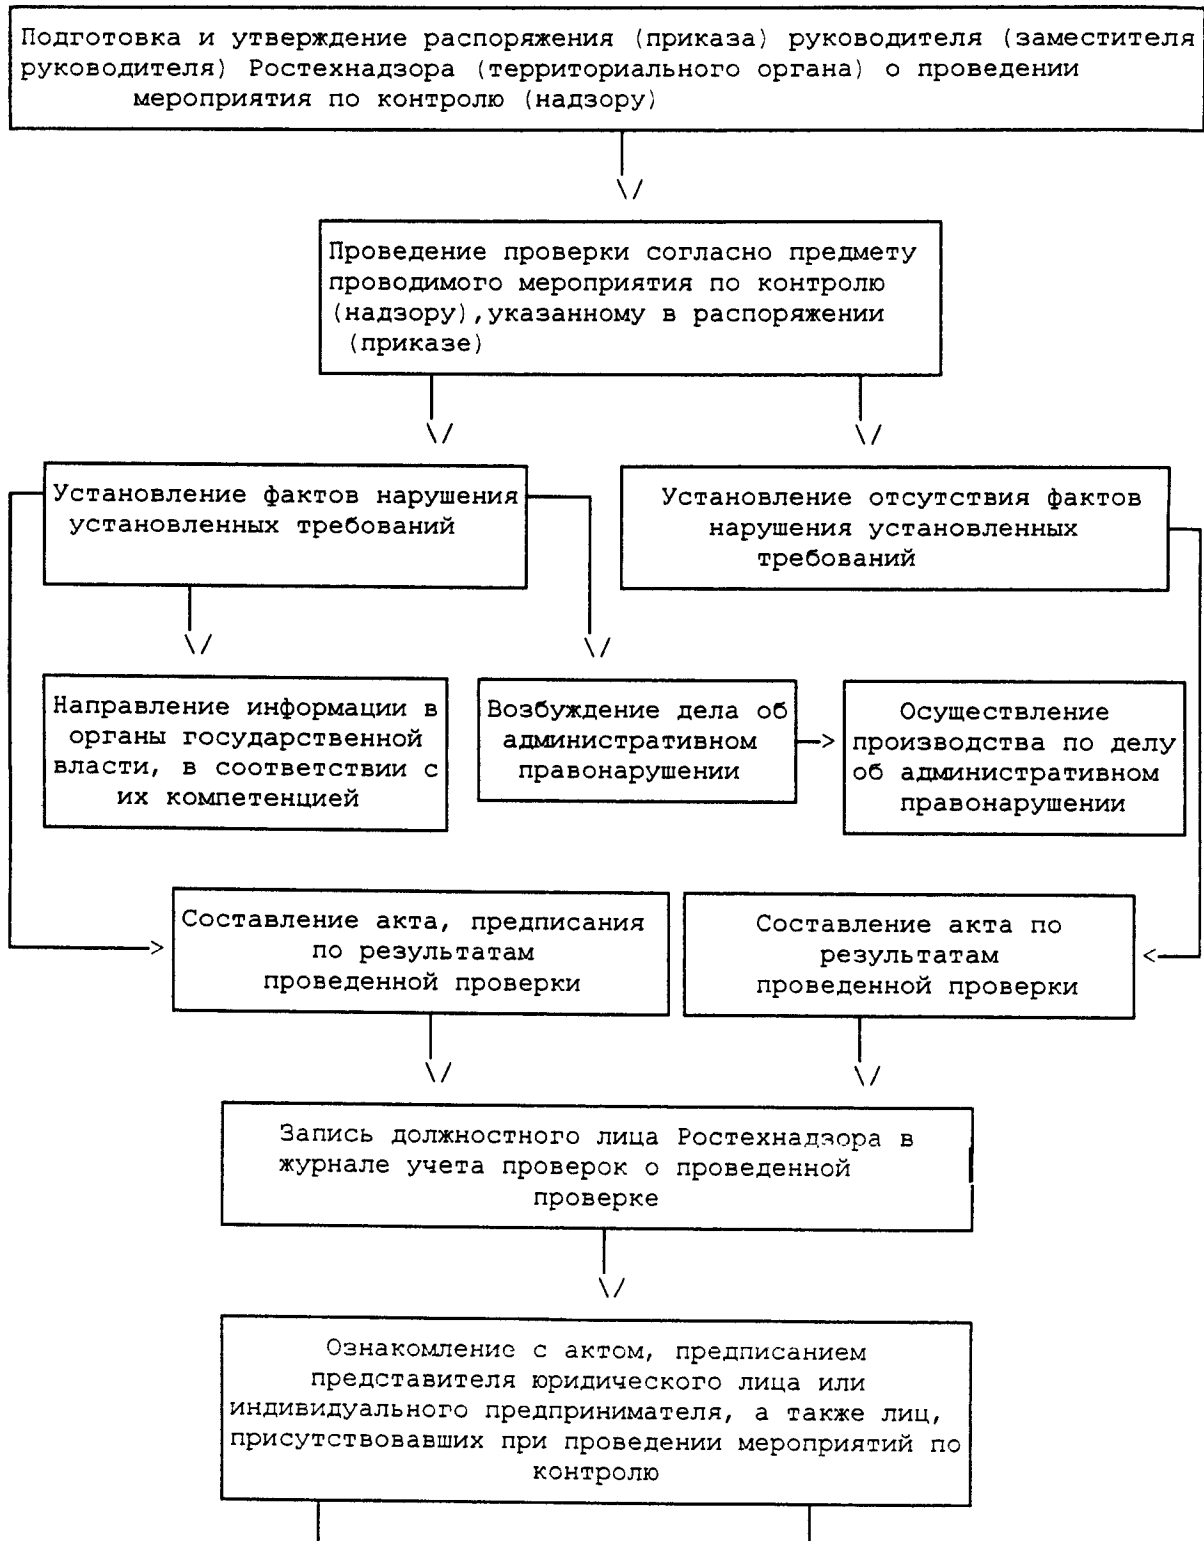 Подготовка и утверждение распоряжения (приказа) руководителя (заместителя
руководителя) Ростехнадзора (территориального органа) о проведении
мероприятия по контролю (надзору)
Проведение проверки согласно предмету
проводимого мероприятия по контролю
(надзору),указанному в распоряжении
(приказе)
Установление фактов нарушения
установленных требований
Установление отсутствия фактов
нарушения установленных
требований
Направление информации в
органы государственной
власти, в соответствии с
их компетенцией
Возбуждение дела об
административном
правонарушении
Осуществление
производства по делу
об административном
правонарушении
Составление акта, предписания
по результатам
проведенной проверки
Составление акта по
результатам
проведенной проверки
Запись должностного лица Ростехнадзора в
журнале учета проверок о проведенной
проверке
Ознакомление с актом, предписанием
представителя юридического лица или
индивидуального предпринимателя, а также лиц,
присутствовавших при проведении мероприятий по
контролю